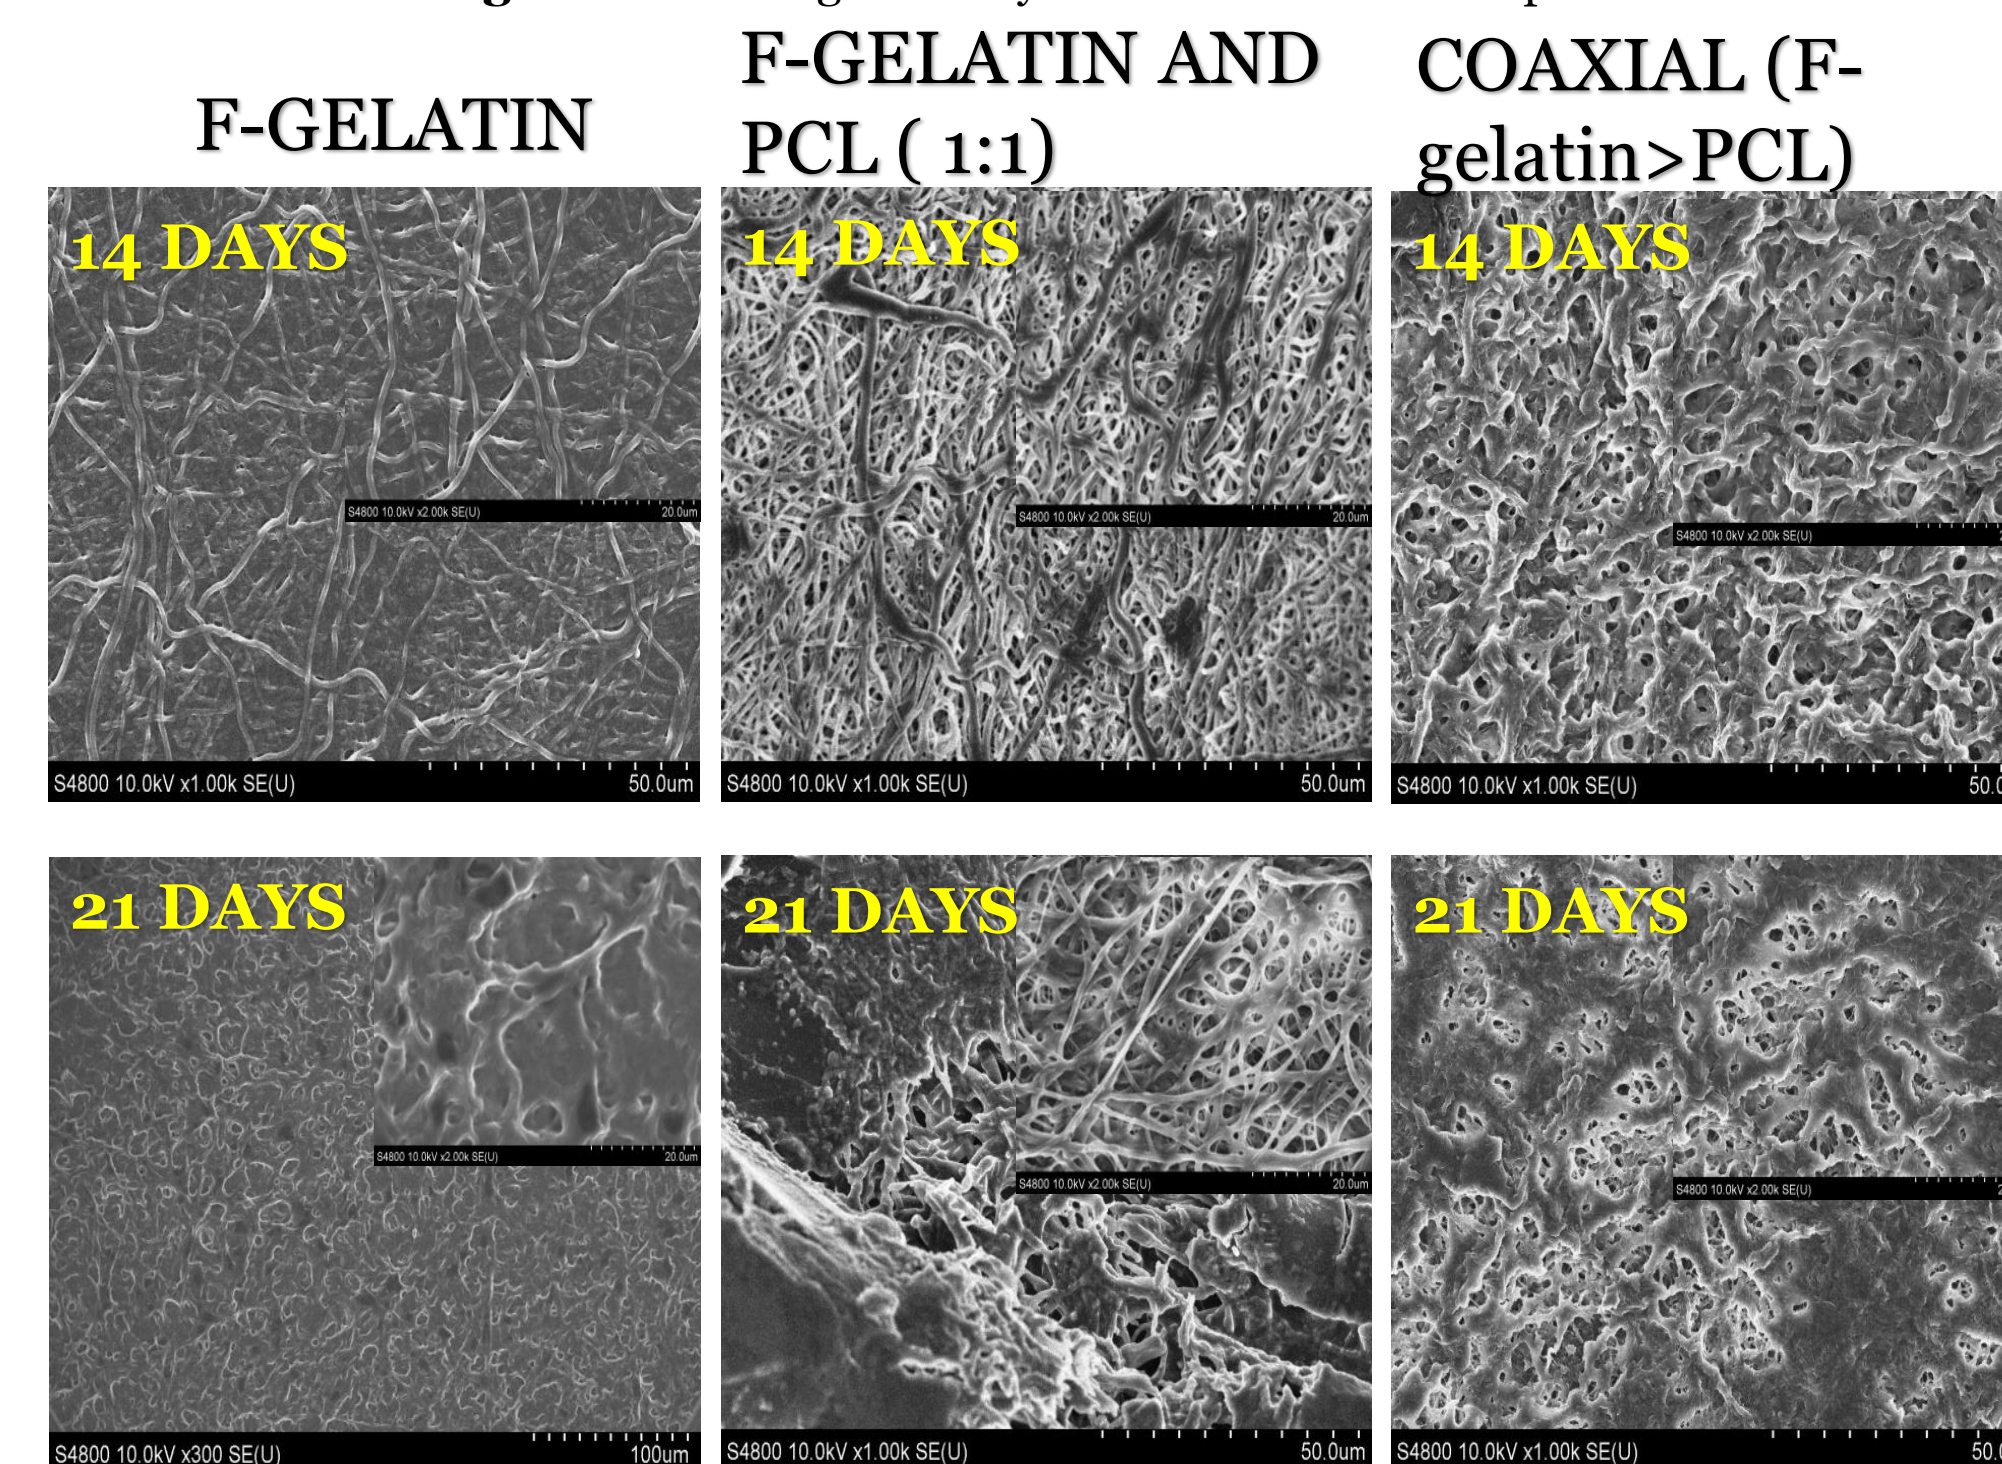 F-GELATIN
F-GELATIN AND
PCL ( 1:1)
COAXIAL (F-
gelatin>PCL)
14 DAYS
S4800 10.0kV x2.00k SE(U) 20.0um
S4800 10.0kV x1.00k SE(U) 50.0um
14 DAYS
S4800 10.0kV x2.00k SE(U) 20.0um
S4800 10.0kV x1.00k SE(U) 50.0um
14 DAYS
S4800 10.0kV x2.00k SE(U)
S4800 10.0kV x1.00k SE(U) 50.0
21 DAYS
S4800 10.0kV x2.00k SE(U) 20.0um
S4800 10.0kV x300 SE(U) 100um
21 DAYS
S4800 10.0kV x2.00k SE(U) 20.0um
S4800 10.0kV x1.00k SE(U) 50.0um
21 DAYS
S4800 10.0kV x2.00k SE(U) 2
S4800 10.0kV x1.00k SE(U) 50.0